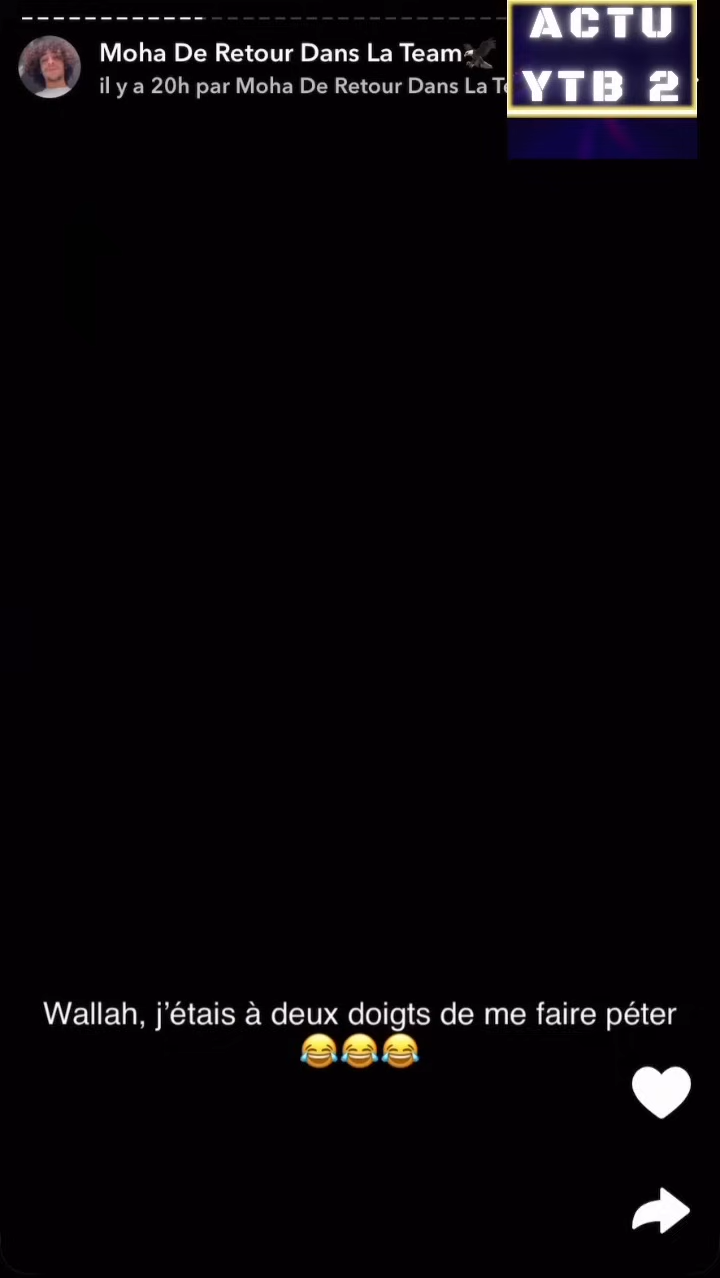 Moha De Retour Dans La Team🦅
il y a 20h par Moha De Retour Dans La
ACTU
YTB 2
Wallah, j’étais à deux doigts de me faire péter
😂😂😂